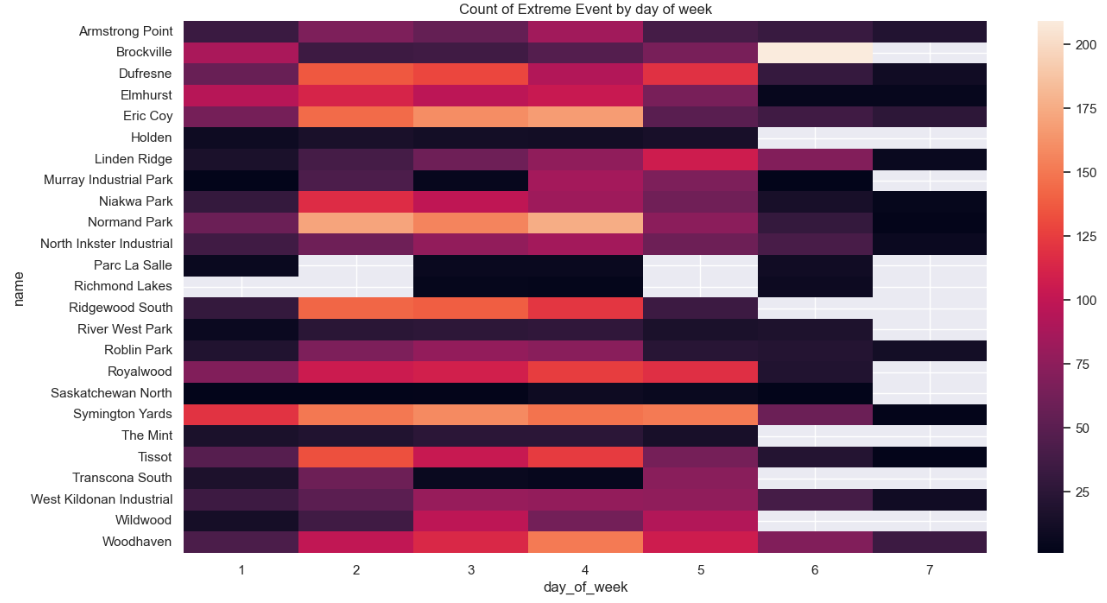 Count of Extreme Event by day of week
name
Armstrong Point
Brockville
Dufresne
Elmhurst
Eric Coy
Holden
Linden Ridge
Murray Industrial Park
Niakwa Park
Normand Park
North Inkster Industrial
Parc La Salle
Richmond Lakes
Ridgewood South
River West Park
Roblin Park
Royalwood
Saskatchewan North
Symington Yards
The Mint
Tissot
Transcona South
West Kildonan Industrial
Wildwood
Woodhaven
1 2 3 4 5 6 7
day_of_week
200
175
150
125
100
75
50
25